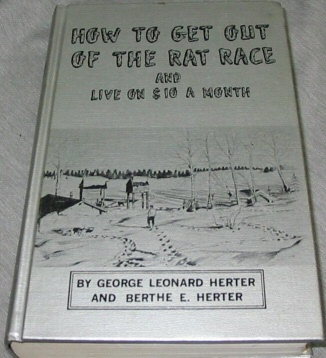 HOW TO GET OUT
OF THE RAT RACE
AND
LIVE ON $10 A MONTH
BY GEORGE LEONARD HERTER
AND BERTHE E. HERTER